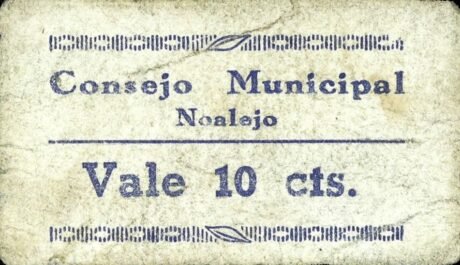 Consejo Municipal
Noalejo
Vale 10 cts.